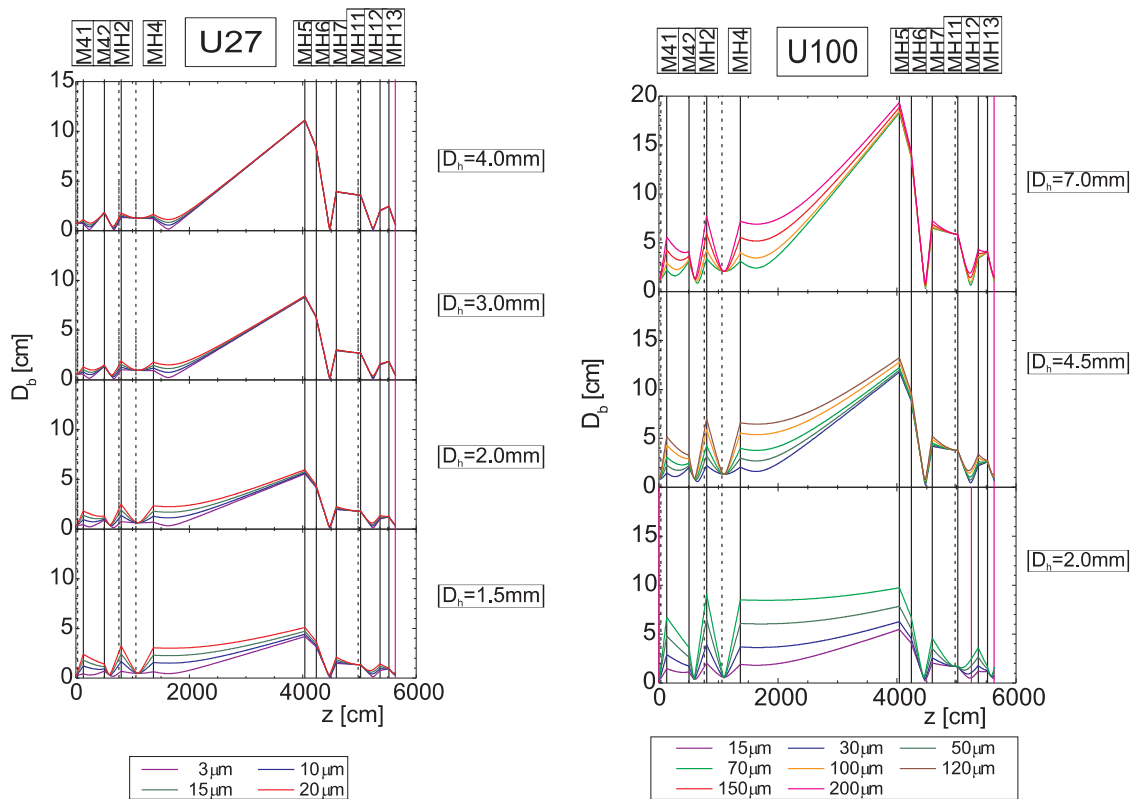 M41 M42 MH2 MH4 U27 MH5 MH6 MH7 MH11 MH12 MH13
15
10
5
0
D_h=4.0mm
10
5
0
D_h=3.0mm
10
5
0
D_h=2.0mm
10
5
0
D_h=1.5mm
D_b [cm]
0 2000 4000 6000
z [cm]
3μm 10μm
15μm 20μm
M41 M42 MH2 MH4 U100 MH5 MH6 MH7 MH11 MH12 MH13
20
15
10
5
0
D_h=7.0mm
15
10
5
0
D_h=4.5mm
15
10
5
0
D_h=2.0mm
D_b [cm]
0 2000 4000 6000
z [cm]
15μm 30μm 50μm
70μm 100μm 120μm
150μm 200μm